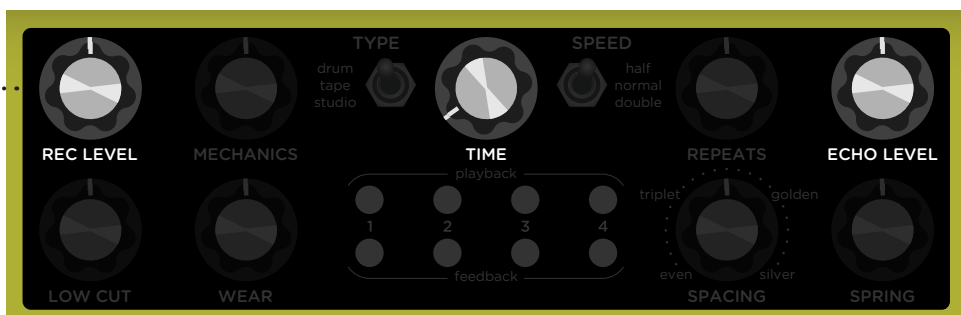 TYPE
SPEED
drum
tape
studio
half
normal
double
REC LEVEL
MECHANICS
TIME
REPEATS
ECHO LEVEL
playback
triplet
golden
1
2
3
4
feedback
even
silver
LOW CUT
WEAR
SPACING
SPRING